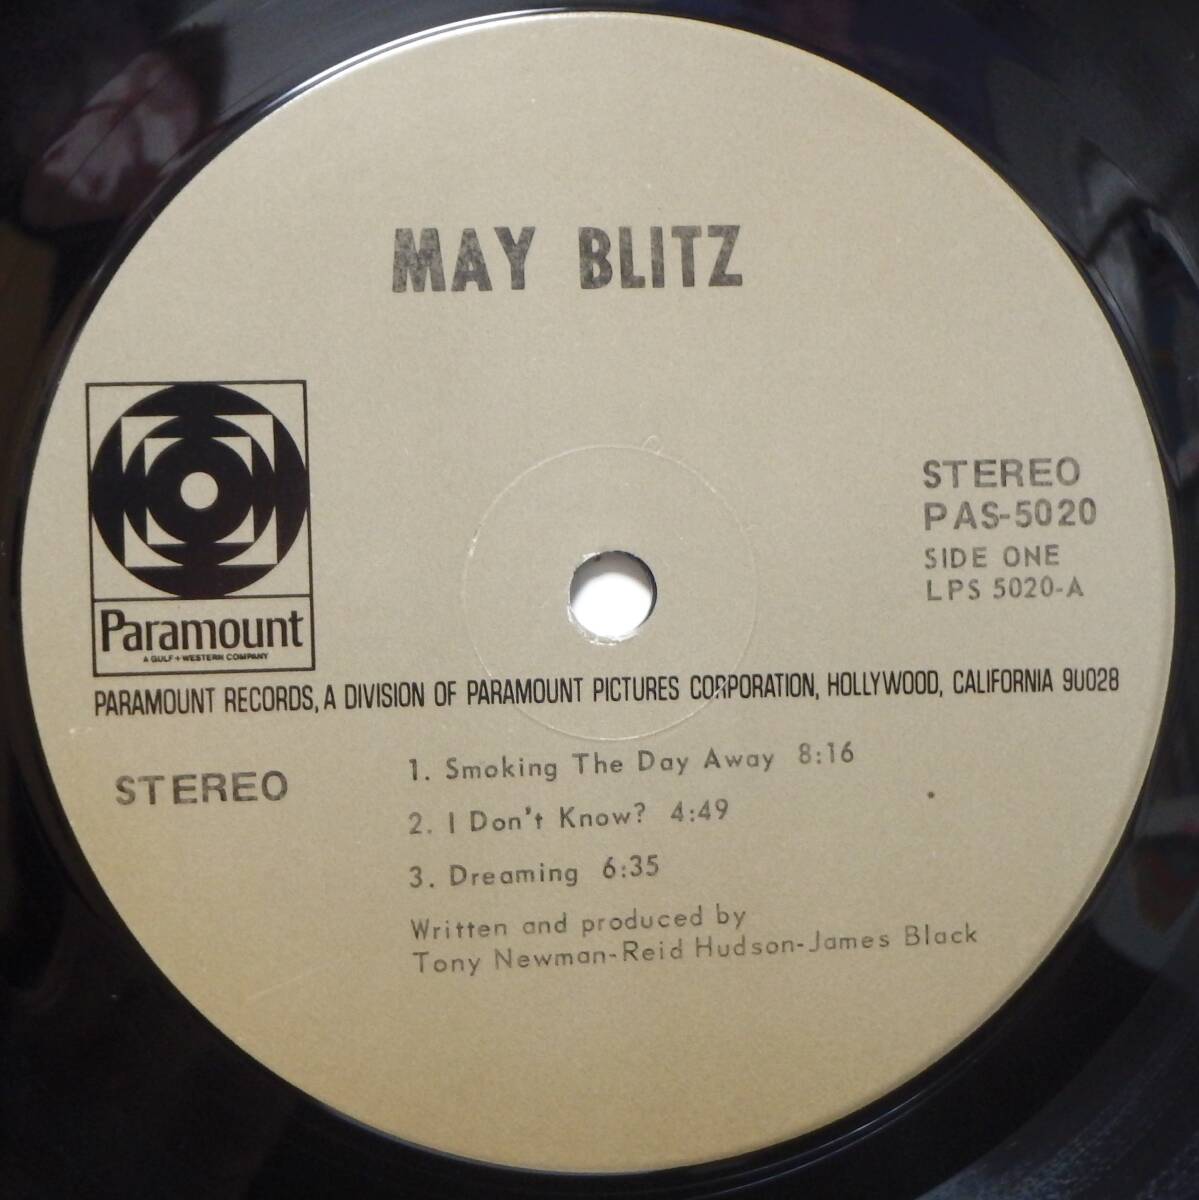 MAY BLITZ
STEREO
PAS-5020
SIDE ONE
LPS 5020-A
Paramount
A GULF+WESTERN COMPANY
PARAMOUNT RECORDS, A DIVISION OF PARAMOUNT PICTURES CORPORATION, HOLLYWOOD, CALIFORNIA 90028
STEREO
1. Smoking The Day Away 8:16
2. I Don't Know? 4:49
3. Dreaming 6:35
Written and produced by
Tony Newman-Reid Hudson-James Black